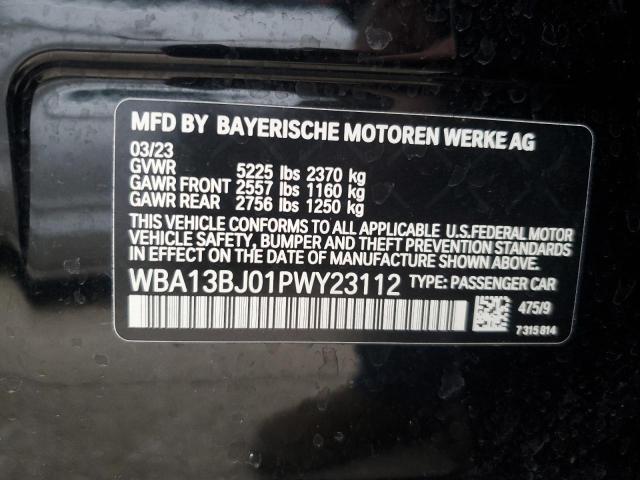 MFD BY BAYERISCHE MOTOREN WERKE AG
03/23
GVWR 5225 lbs 2370 kg
GAWR FRONT 2557 lbs 1160 kg
GAWR REAR 2756 lbs 1250 kg
THIS VEHICLE CONFORMS TO ALL APPLICABLE U.S.FEDERAL MOTOR
VEHICLE SAFETY, BUMPER AND THEFT PREVENTION STANDARDS
IN EFFECT ON THE DATE OF MANUFACTURE SHOWN ABOVE.
WBA13BJ01PWY23112 TYPE: PASSENGER CAR
475/9
7315814